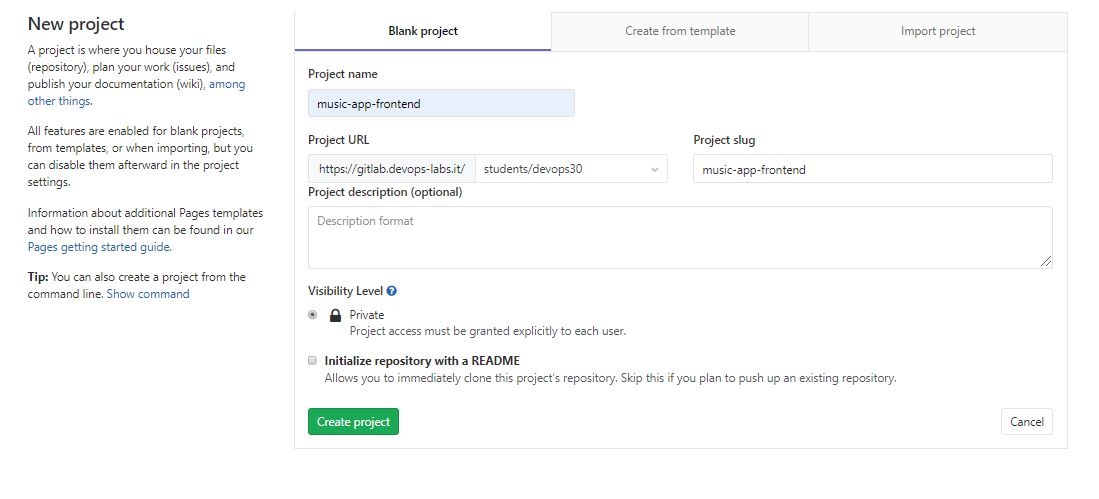 New project
A project is where you house your files
(repository), plan your work (issues), and
publish your documentation (wiki), among
other things.
All features are enabled for blank projects,
from templates, or when importing, but you
can disable them afterward in the project
settings.
Information about additional Pages templates
and how to install them can be found in our
Pages getting started guide.
Tip: You can also create a project from the
command line. Show command
Blank project
Create from template
Import project
Project name
music-app-frontend
Project URL
Project slug
https://gitlab.devops-labs.it/
students/devops30
music-app-frontend
Project description (optional)
Description format
Visibility Level
Private
Project access must be granted explicitly to each user.
Initialize repository with a README
Allows you to immediately clone this project's repository. Skip this if you plan to push up an existing repository.
Create project
Cancel